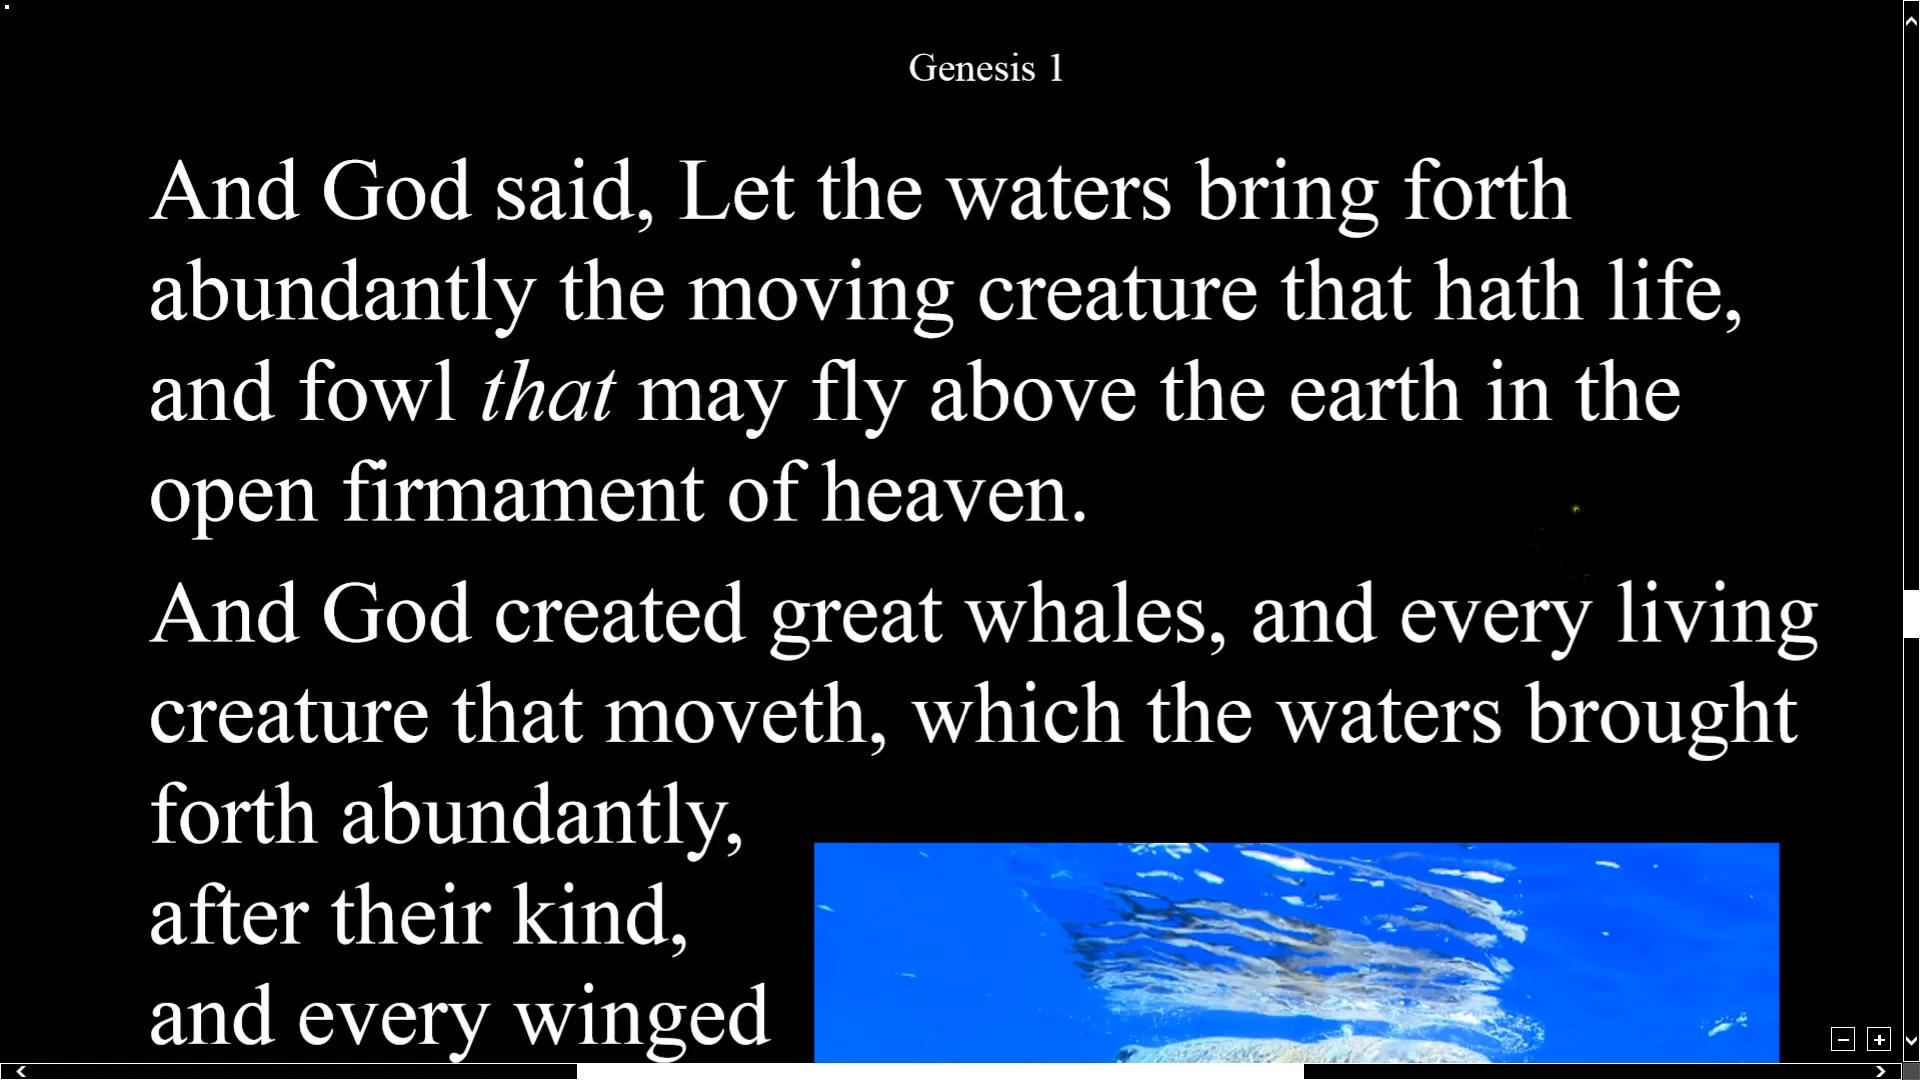 Genesis 1
And God said, Let the waters bring forth
abundantly the moving creature that hath life,
and fowl that may fly above the earth in the
open firmament of heaven.
And God created great whales, and every living
creature that moveth, which the waters brought
forth abundantly,
after their kind,
and every winged